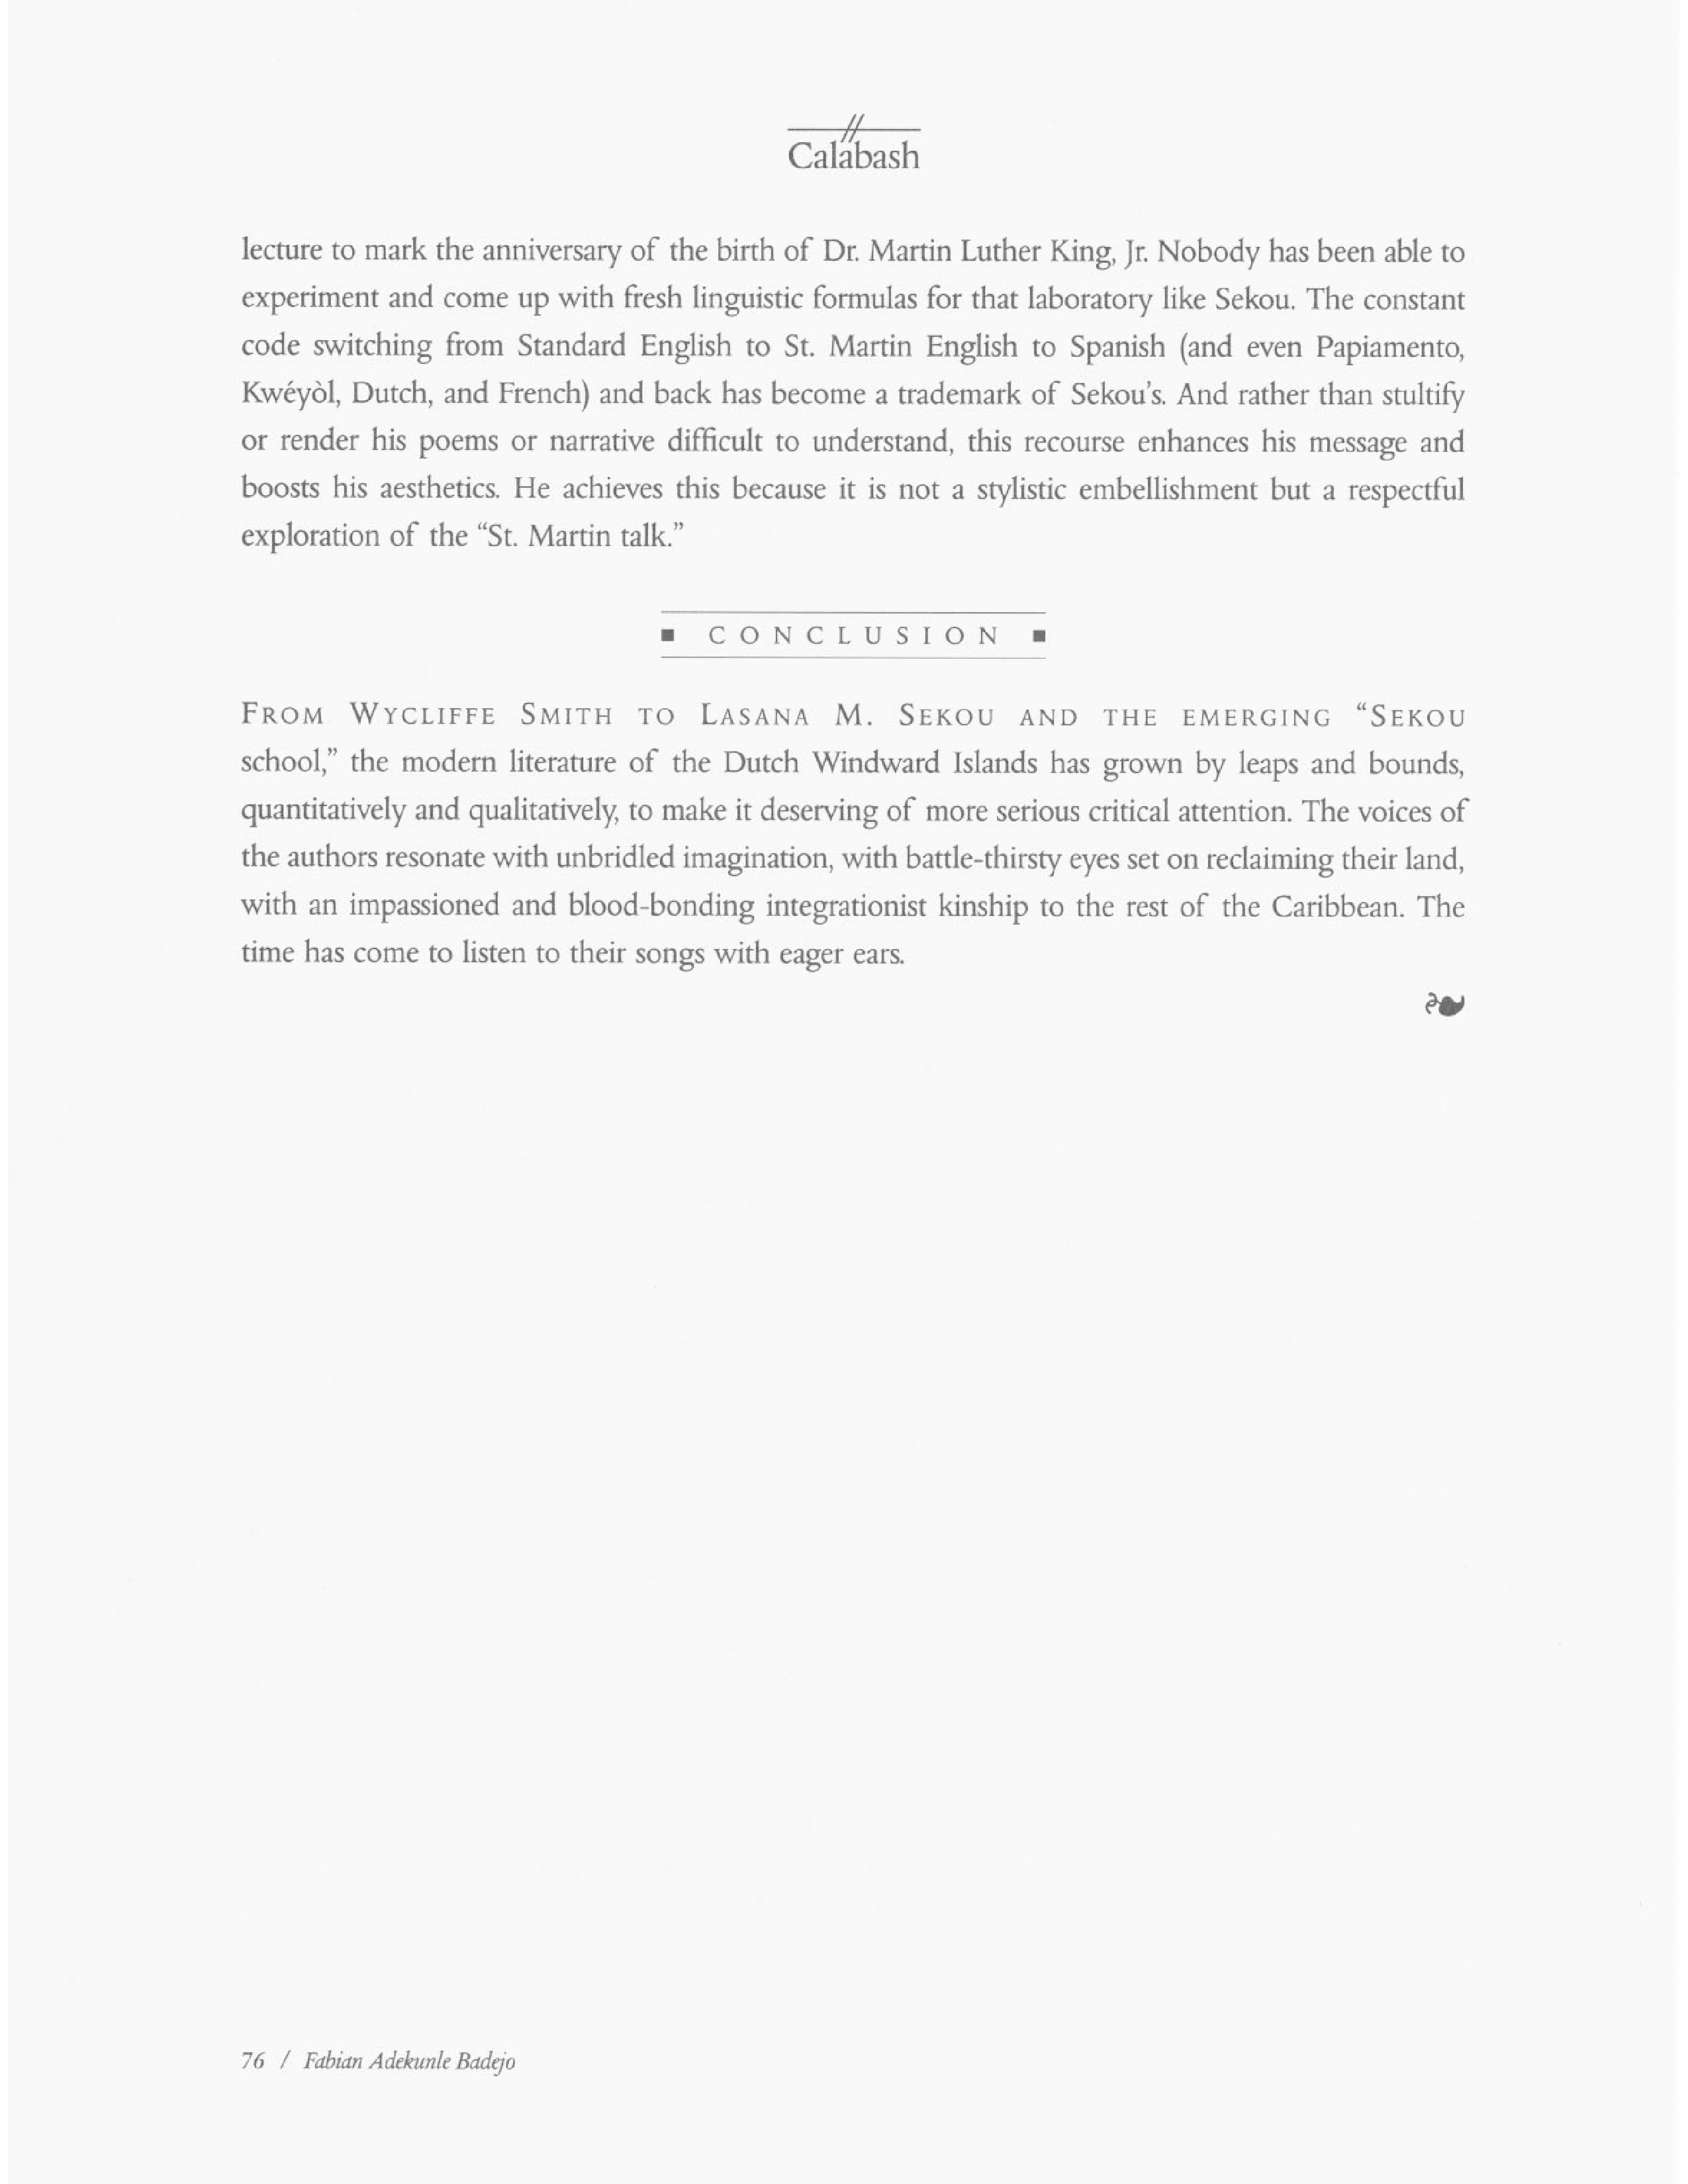 Calabash
lecture to mark the anniversary of the birth of Dr. Martin Luther King, Jr. Nobody has been able to
experiment and come up with fresh linguistic formulas for that laboratory like Sekou. The constant
code switching from Standard English to St. Martin English to Spanish (and even Papiamento,
Kwéyòl, Dutch, and French) and back has become a trademark of Sekou's. And rather than stultify
or render his poems or narrative difficult to understand, this recourse enhances his message and
boosts his aesthetics. He achieves this because it is not a stylistic embellishment but a respectful
exploration of the “St. Martin talk.”
CONCLUSION
FROM WYCLIFFE SMITH TO LASANA M. SEKOU AND THE EMERGING “SEKOU
school,” the modern literature of the Dutch Windward Islands has grown by leaps and bounds,
quantitatively and qualitatively, to make it deserving of more serious critical attention. The voices of
the authors resonate with unbridled imagination, with battle-thirsty eyes set on reclaiming their land,
with an impassioned and blood-bonding integrationist kinship to the rest of the Caribbean. The
time has come to listen to their songs with eager ears.
76 / Fabian Adekunle Badejo